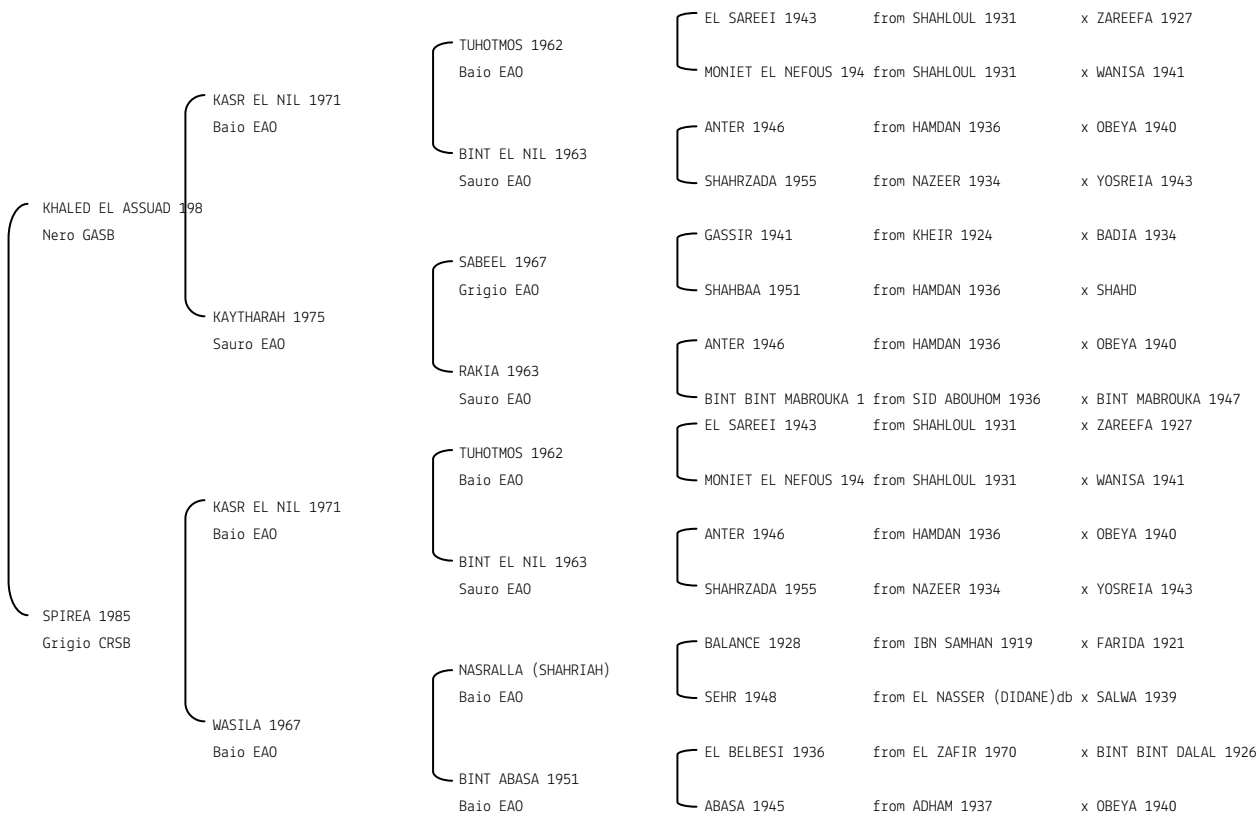 EL SAREEI 1943 from SHAHLOUL 1931 x ZAREEFA 1927
TUHOTMOS 1962
Baio EAO
MONIET EL NEFOUS 194 from SHAHLOUL 1931 x WANISA 1941
KASR EL NIL 1971
Baio EAO
ANTER 1946 from HAMDAN 1936 x OBEYA 1940
BINT EL NIL 1963
Sauro EAO
SHAHRZADA 1955 from NAZEER 1934 x YOSREIA 1943
KHALED EL ASSUAD 198
Nero GASB
GASSIR 1941 from KHEIR 1924 x BADIA 1934
SABEEL 1967
Grigio EAO
SHAHBAA 1951 from HAMDAN 1936 x SHAHD
KAYTHARAH 1975
Sauro EAO
ANTER 1946 from HAMDAN 1936 x OBEYA 1940
RAKIA 1963
Sauro EAO
BINT BINT MABROUKA 1 from SID ABOUHOM 1936 x BINT MABROUKA 1947
EL SAREEI 1943 from SHAHLOUL 1931 x ZAREEFA 1927
TUHOTMOS 1962
Baio EAO
MONIET EL NEFOUS 194 from SHAHLOUL 1931 x WANISA 1941
KASR EL NIL 1971
Baio EAO
ANTER 1946 from HAMDAN 1936 x OBEYA 1940
BINT EL NIL 1963
Sauro EAO
SHAHRZADA 1955 from NAZEER 1934 x YOSREIA 1943
SPIREA 1985
Grigio CRSB
BALANCE 1928 from IBN SAMHAN 1919 x FARIDA 1921
NASRALLA (SHAHRIAH)
Baio EAO
SEHR 1948 from EL NASSER (DIDANE)db x SALWA 1939
WASILA 1967
Baio EAO
EL BELBESI 1936 from EL ZAFIR 1970 x BINT BINT DALAL 1926
BINT ABASA 1951
Baio EAO
ABASA 1945 from ADHAM 1937 x OBEYA 1940